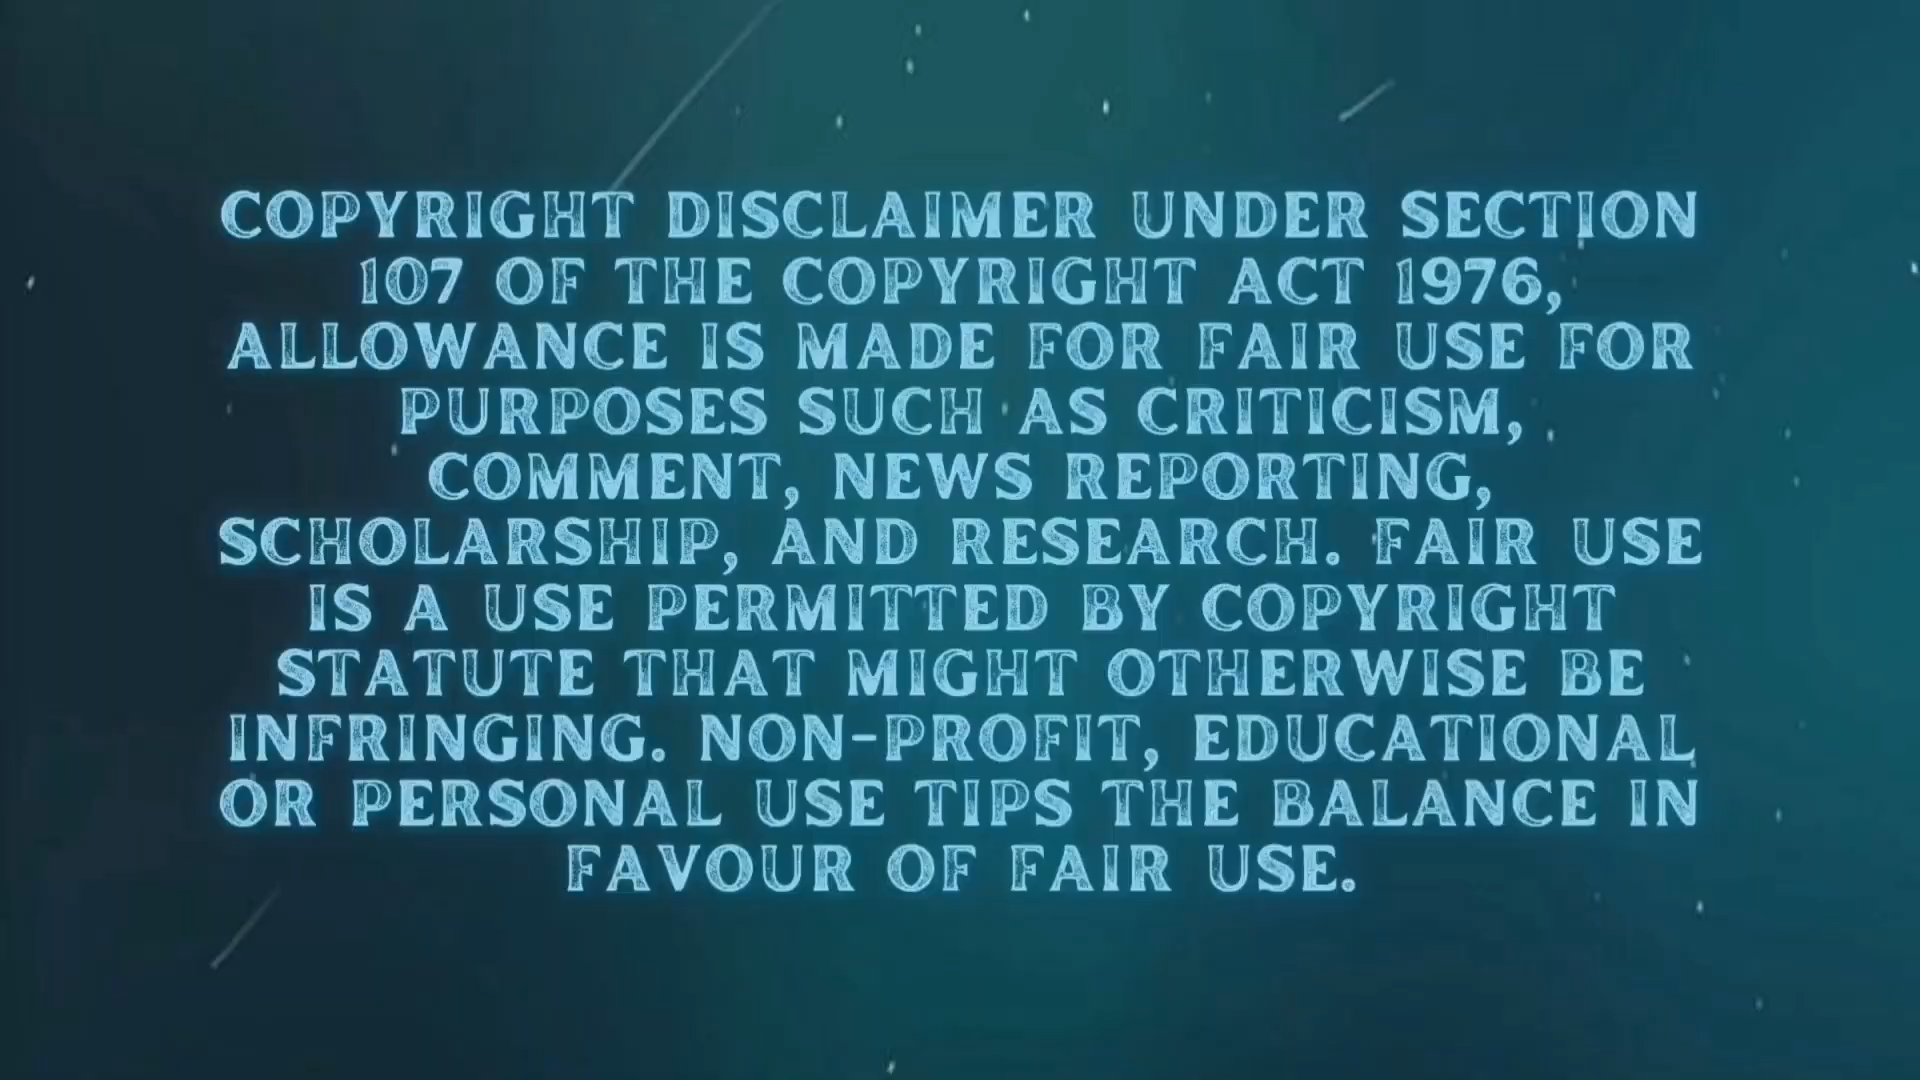 COPYRIGHT DISCLAIMER UNDER SECTION
107 OF THE COPYRIGHT ACT 1976,
ALLOWANCE IS MADE FOR FAIR USE FOR
PURPOSES SUCH AS CRITICISM,
COMMENT, NEWS REPORTING,
SCHOLARSHIP, AND RESEARCH. FAIR USE
IS A USE PERMITTED BY COPYRIGHT
STATUTE THAT MIGHT OTHERWISE BE
INFRINGING. NON-PROFIT, EDUCATIONAL
OR PERSONAL USE TIPS THE BALANCE IN
FAVOUR OF FAIR USE.